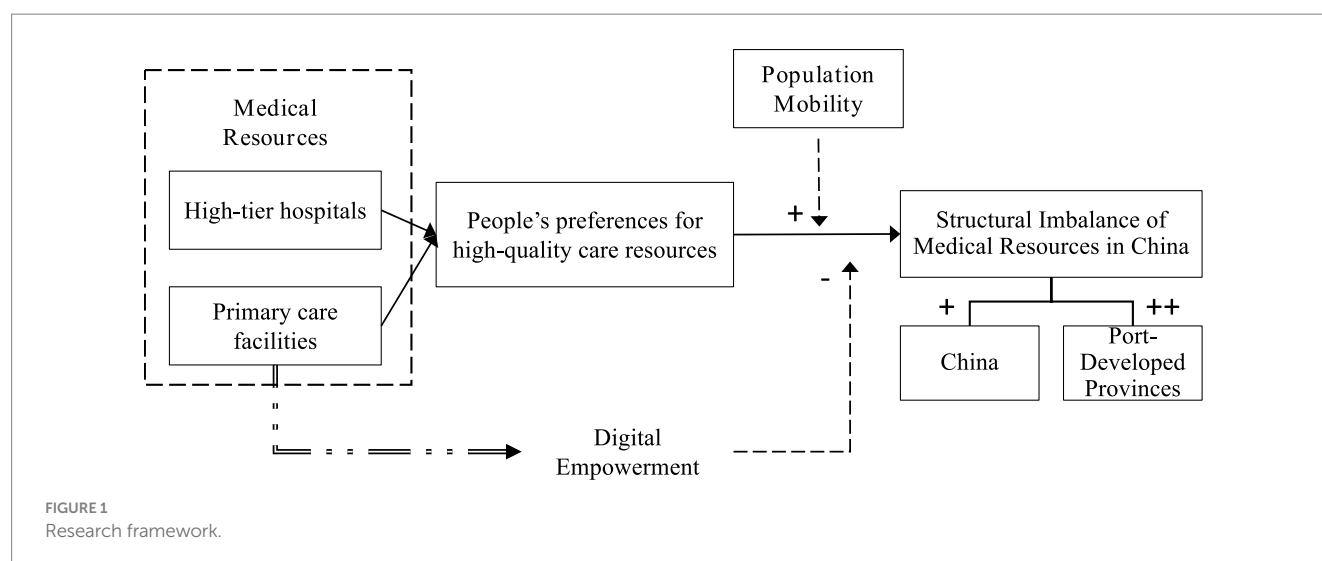 Medical
Resources
High-tier hospitals
Primary care
facilities
People's preferences for
high-quality care resources
Population
Mobility
+
-
Structural Imbalance of
Medical Resources in China
+
++
China
Port-
Developed
Provinces
Digital
Empowerment
FIGURE 1
Research framework.